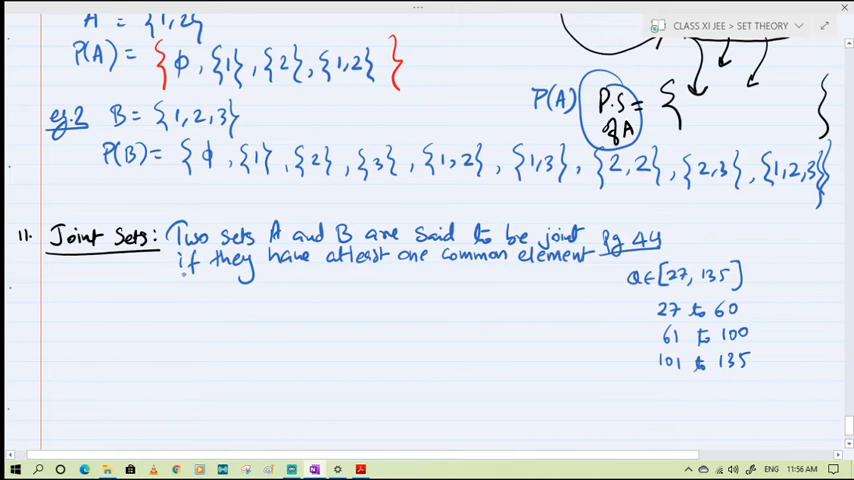 A = {1,2}
CLASS XI JEE > SET THEORY
P(A) = { φ , {1} , {2} , {1,2} }
P(A) P.S = { }
of A
eg.2 B = {1,2,3}
P(B) = { φ , {1} , {2} , {3} , {1,2} , {1,3} , {2,2} , {2,3} , {1,2,3} }
11. Joint Sets: Two sets A and B are said to be joint Pg 44
if they have atleast one common element
Q∈[27, 135]
27 to 60
61 to 100
101 to 135
ENG 11:56 AM